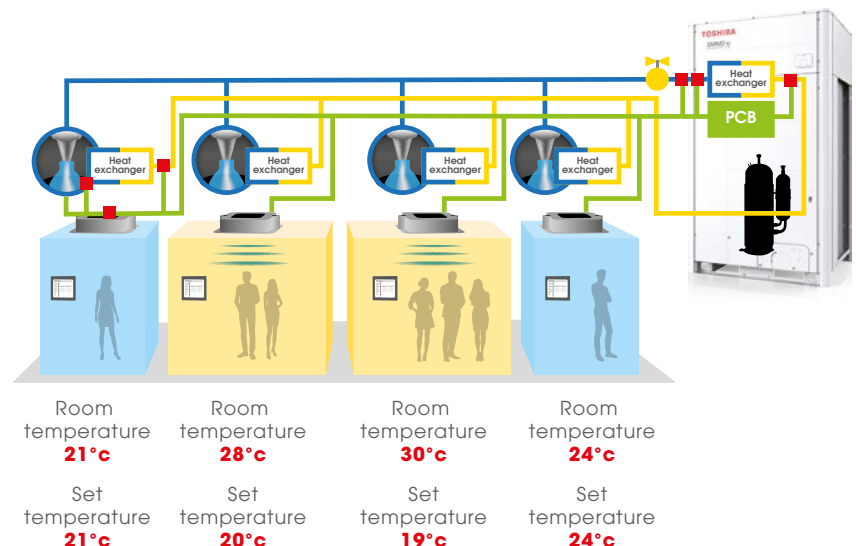 TOSHIBA
SMMS-e
Heat
exchanger
PCB
Heat
exchanger
Heat
exchanger
Heat
exchanger
Heat
exchanger
Room
temperature
21°c
Room
temperature
28°c
Room
temperature
30°c
Room
temperature
24°c
Set
temperature
21°c
Set
temperature
20°c
Set
temperature
19°c
Set
temperature
24°c